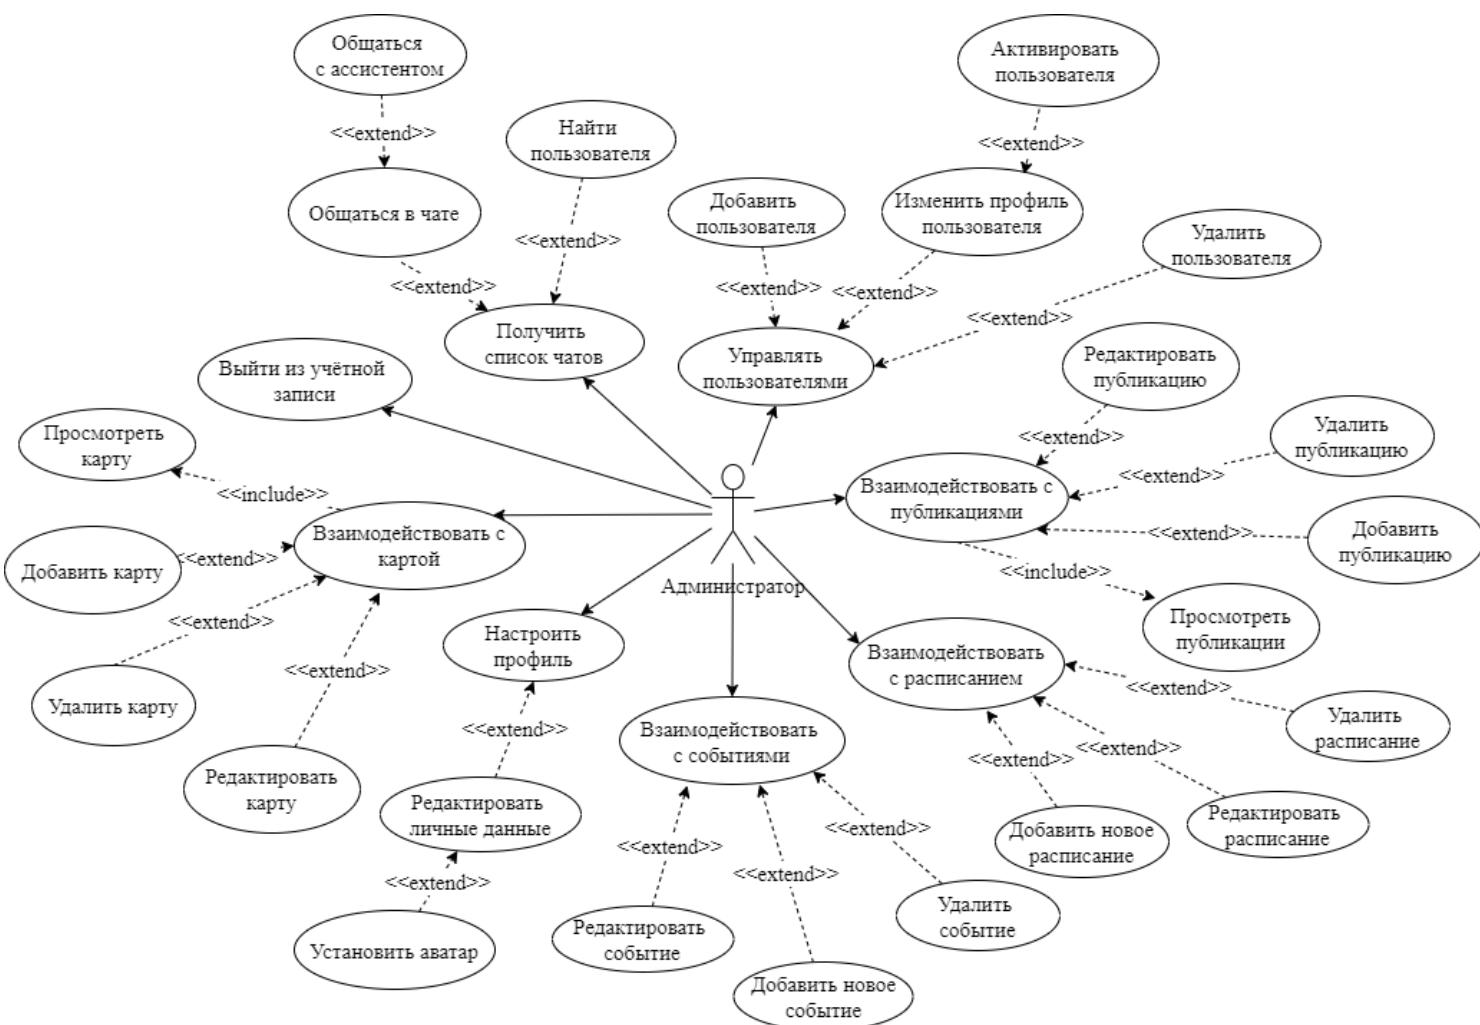 Общаться
с ассистентом
<<extend>>
Общаться в чате
<<extend>>
Найти
пользователя
<<extend>>
Получить
список чатов
Активировать
пользователя
<<extend>>
Изменить профиль
пользователя
<<extend>>
Добавить
пользователя
<<extend>>
Удалить
пользователя
<<extend>>
Управлять
пользователями
Выйти из учётной
записи
Просмотреть
карту
<<include>>
Взаимодействовать с
картой
Добавить карту
<<extend>>
Удалить карту
<<extend>>
Редактировать
карту
<<extend>>
Администратор
Редактировать
публикацию
<<extend>>
Удалить
публикацию
<<extend>>
Взаимодействовать с
публикациями
Добавить
публикацию
<<extend>>
<<include>>
Просмотреть
публикации
Настроить
профиль
<<extend>>
Редактировать
личные данные
<<extend>>
Установить аватар
Взаимодействовать
с событиями
<<extend>>
Редактировать
событие
<<extend>>
Добавить новое
событие
<<extend>>
Удалить
событие
Взаимодействовать
с расписанием
<<extend>>
Удалить
расписание
<<extend>>
Редактировать
расписание
<<extend>>
Добавить новое
расписание